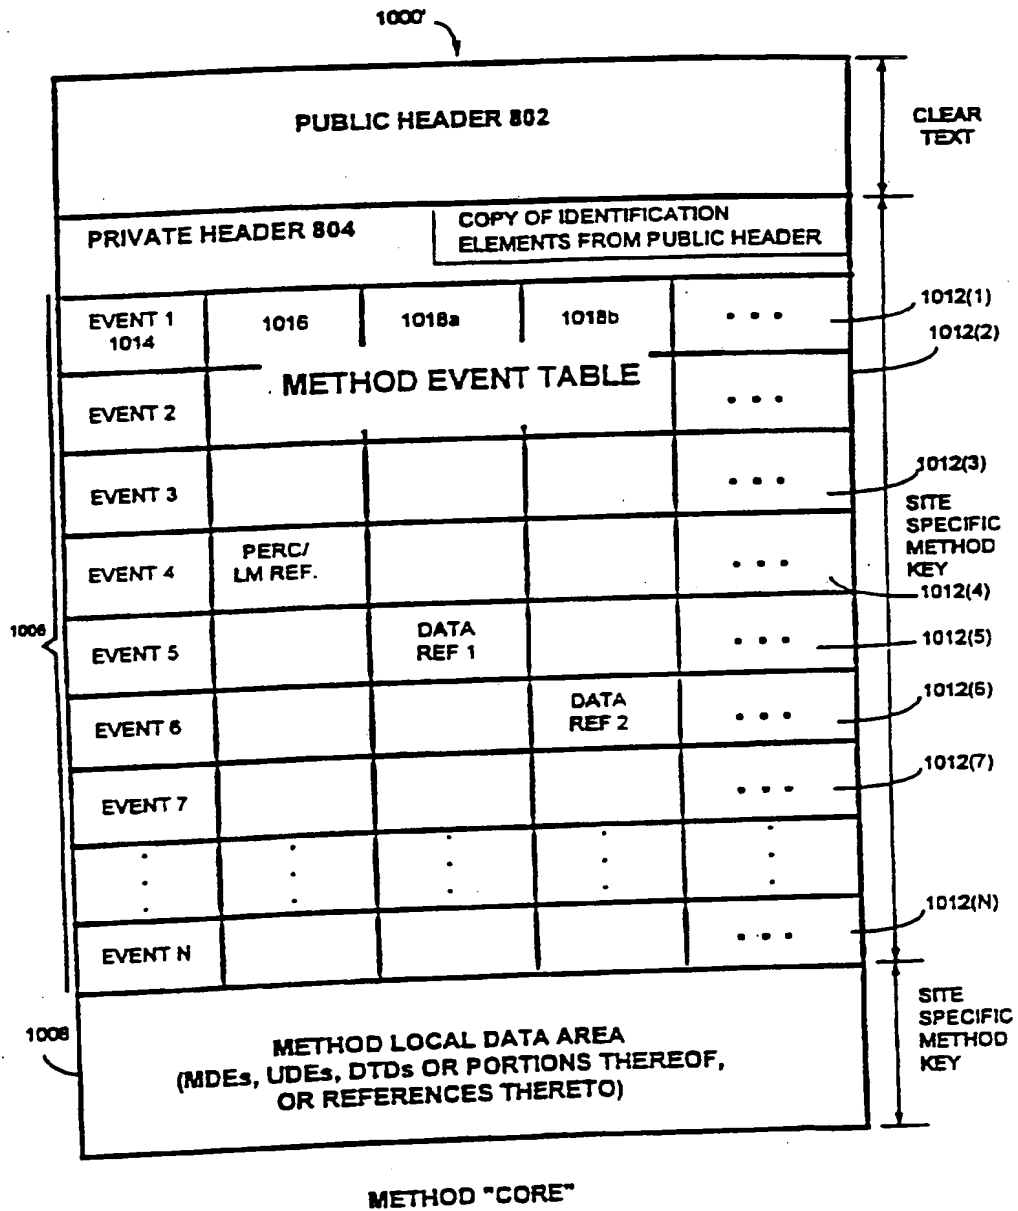 1000'
PUBLIC HEADER 802
CLEAR
TEXT
PRIVATE HEADER 804
COPY OF IDENTIFICATION
ELEMENTS FROM PUBLIC HEADER
EVENT 1
1014
1016
1018a
1018b
• • •
1012(1)
1012(2)
METHOD EVENT TABLE
EVENT 2
• • •
EVENT 3
• • •
1012(3)
SITE
SPECIFIC
METHOD
KEY
EVENT 4
PERC/
LM REF.
• • •
1012(4)
1006
EVENT 5
DATA
REF 1
• • •
1012(5)
EVENT 6
DATA
REF 2
• • •
1012(6)
EVENT 7
• • •
1012(7)
EVENT N
• • •
1012(N)
1008
METHOD LOCAL DATA AREA
(MDEs, UDEs, DTDs OR PORTIONS THEREOF,
OR REFERENCES THERETO)
SITE
SPECIFIC
METHOD
KEY
METHOD "CORE"